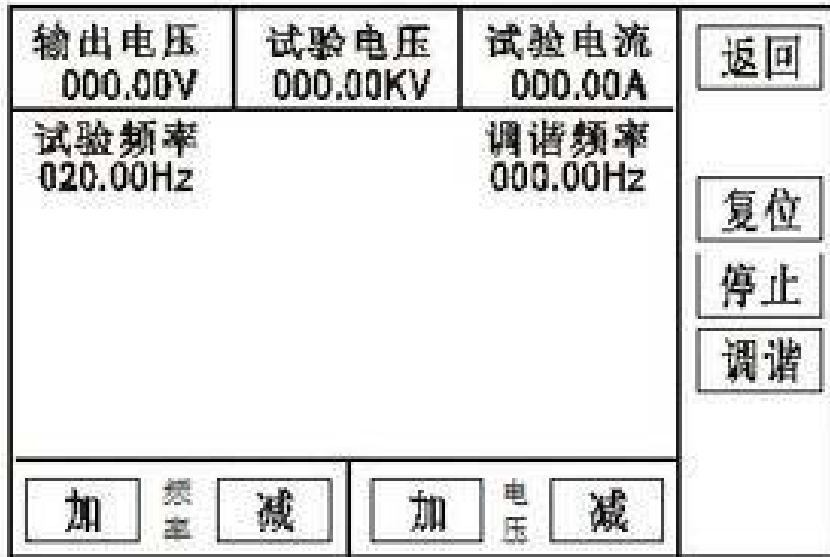 输出电压
000.00V
试验电压
000.00KV
试验电流
000.00A
返回
试验频率
020.00Hz
调谐频率
000.00Hz
复位
停止
调谐
加
频率
减
加
电压
减